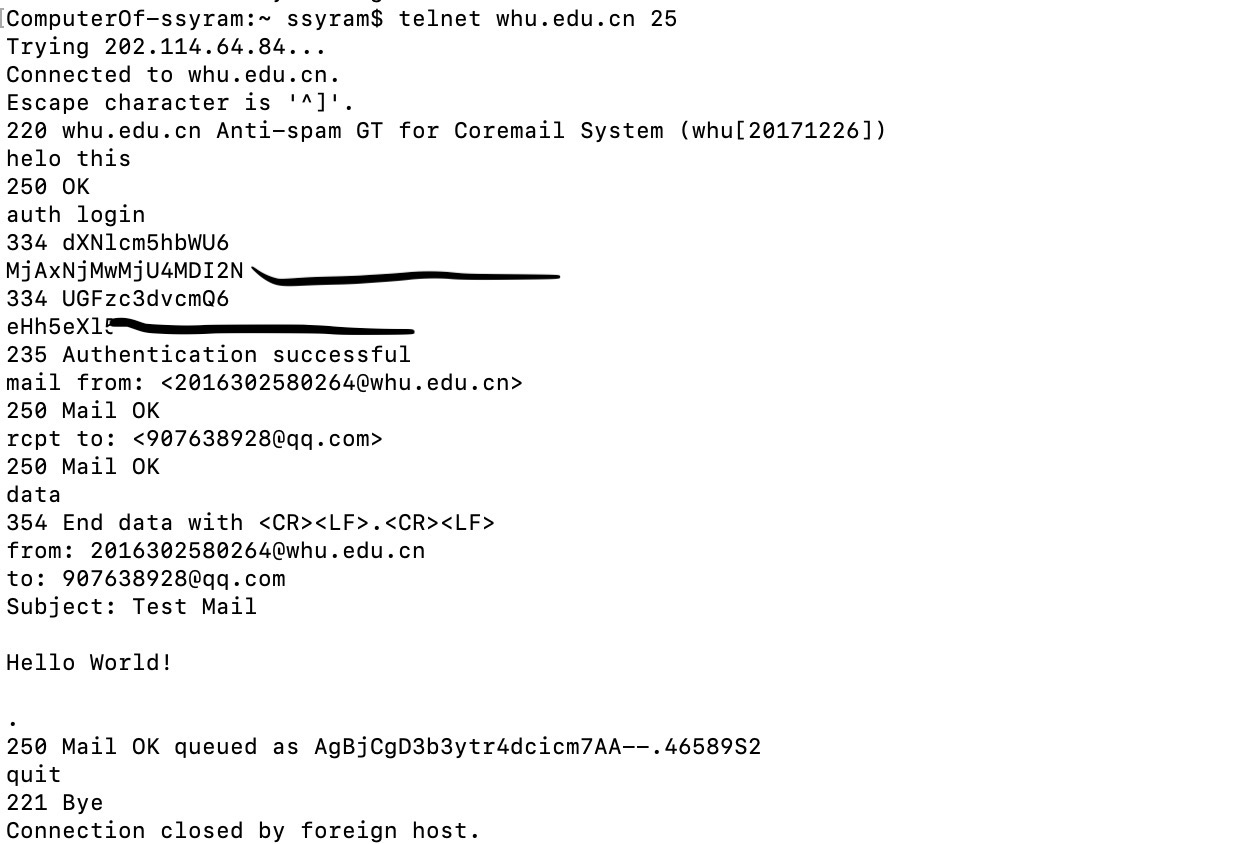 ComputerOf-ssyram:~ ssyram$ telnet whu.edu.cn 25
Trying 202.114.64.84...
Connected to whu.edu.cn.
Escape character is '^]'.
220 whu.edu.cn Anti-spam GT for Coremail System (whu[20171226])
helo this
250 OK
auth login
334 dXNlcm5hbWU6
MjAxNjMwMjU4MDI2N
334 UGFzc3dvcmQ6
235 Authentication successful
mail from: <2016302580264@whu.edu.cn>
250 Mail OK
rcpt to: <907638928@qq.com>
250 Mail OK
data
354 End data with <CR><LF>.<CR><LF>
from: 2016302580264@whu.edu.cn
to: 907638928@qq.com
Subject: Test Mail

Hello World!

.
250 Mail OK queued as AgBjCgD3b3ytr4dcicm7AA--.46589S2
quit
221 Bye
Connection closed by foreign host.